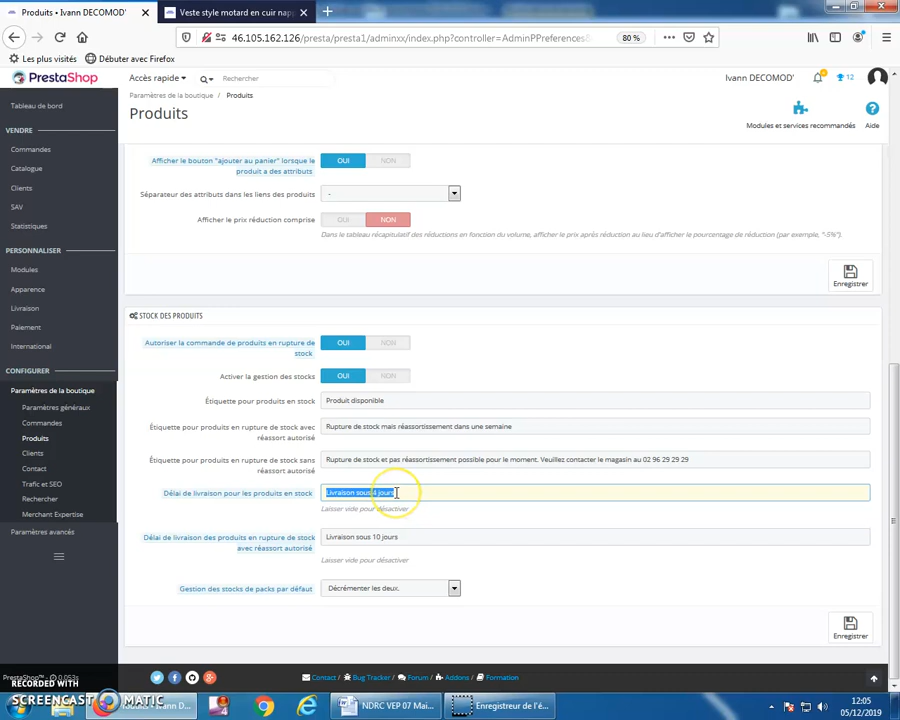 Produits • Ivann DECOMOD'
Veste style motard en cuir napp
46.105.162.126/presta/presta1/adminxx/index.php?controller=AdminPPreferences&
80 %
Les plus visités
Débuter avec Firefox
PrestaShop
Accès rapide
Rechercher
Ivann DECOMOD'
12
Paramètres de la boutique / Produits
Produits
Modules et services recommandés
Aide
Tableau de bord
VENDRE
Commandes
Catalogue
Clients
SAV
Statistiques
PERSONNALISER
Modules
Apparence
Livraison
Paiement
International
CONFIGURER
Paramètres de la boutique
Paramètres généraux
Commandes
Produits
Clients
Contact
Trafic et SEO
Rechercher
Merchant Expertise
Paramètres avancés
Afficher le bouton "ajouter au panier" lorsque le
produit a des attributs
OUI NON
Séparateur des attributs dans les liens des produits
-
Afficher le prix réduction comprise
OUI NON
Dans le tableau récapitulatif des réductions en fonction du volume, afficher le prix après réduction au lieu d'afficher le pourcentage de réduction (par exemple, "-5%").
Enregistrer
STOCK DES PRODUITS
Autoriser la commande de produits en rupture de
stock
OUI NON
Activer la gestion des stocks
OUI NON
Étiquette pour produits en stock
Produit disponible
Étiquette pour produits en rupture de stock avec
réassort autorisé
Rupture de stock mais réassortissement dans une semaine
Étiquette pour produits en rupture de stock sans
réassort autorisé
Rupture de stock et pas réassortissement possible pour le moment. Veuillez contacter le magasin au 02 96 29 29 29
Délai de livraison pour les produits en stock
Livraison sous 4 jours
Laisser vide pour désactiver
Délai de livraison des produits en rupture de stock
avec réassort autorisé
Livraison sous 10 jours
Laisser vide pour désactiver
Gestion des stocks de packs par défaut
Décrémenter les deux.
Enregistrer
PrestaShop™
0.053s
Contact / Bug Tracker / Forum / Addons / Formation
RECORDED WITH
SCREENCAST MATIC
NDRC VEP 07 Mai...
Enregistreur de l'é...
12:05
05/12/2019